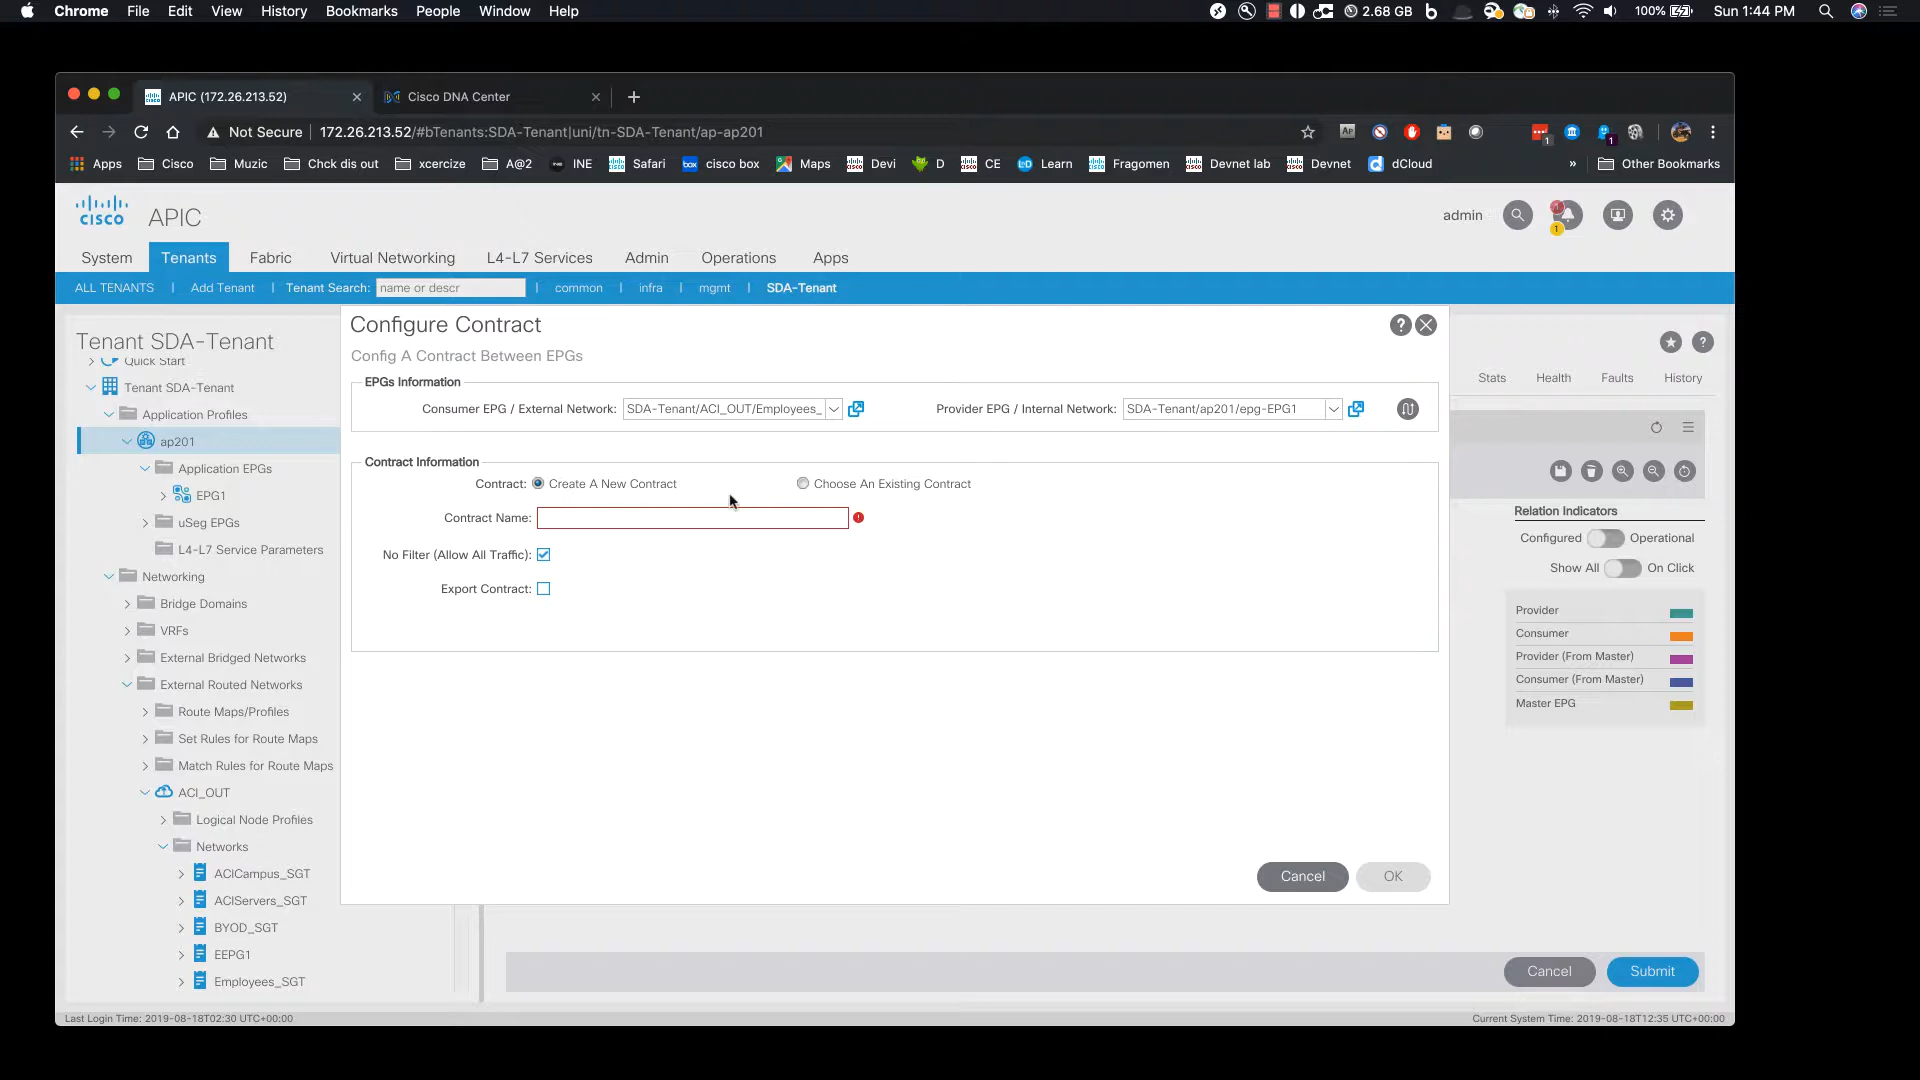 Chrome File Edit View History Bookmarks People Window Help 2.68 GB 100% Sun 1:44 PM
APIC (172.26.213.52) Cisco DNA Center
Not Secure 172.26.213.52/#bTenants:SDA-Tenant|uni/tn-SDA-Tenant/ap-ap201
Apps Cisco Muzic Chck dis out xcercize A@2 INE Safari cisco box Maps Devi D CE Learn Fragomen Devnet lab Devnet dCloud » Other Bookmarks
CISCO APIC admin
System Tenants Fabric Virtual Networking L4-L7 Services Admin Operations Apps
ALL TENANTS | Add Tenant | Tenant Search: name or descr | common | infra | mgmt | SDA-Tenant
Tenant SDA-Tenant
Quick Start
Tenant SDA-Tenant
Application Profiles
ap201
Application EPGs
EPG1
uSeg EPGs
L4-L7 Service Parameters
Networking
Bridge Domains
VRFs
External Bridged Networks
External Routed Networks
Route Maps/Profiles
Set Rules for Route Maps
Match Rules for Route Maps
ACI_OUT
Logical Node Profiles
Networks
ACICampus_SGT
ACIServers_SGT
BYOD_SGT
EEPG1
Employees_SGT
Configure Contract
Config A Contract Between EPGs
EPGs Information
Consumer EPG / External Network: SDA-Tenant/ACI_OUT/Employees_ Provider EPG / Internal Network: SDA-Tenant/ap201/epg-EPG1
Contract Information
Contract: Create A New Contract Choose An Existing Contract
Contract Name:
No Filter (Allow All Traffic):
Export Contract:
Cancel OK
Stats Health Faults History
Relation Indicators
Configured Operational
Show All On Click
Provider
Consumer
Provider (From Master)
Consumer (From Master)
Master EPG
Cancel Submit
Last Login Time: 2019-08-18T02:30 UTC+00:00 Current System Time: 2019-08-18T12:35 UTC+00:00